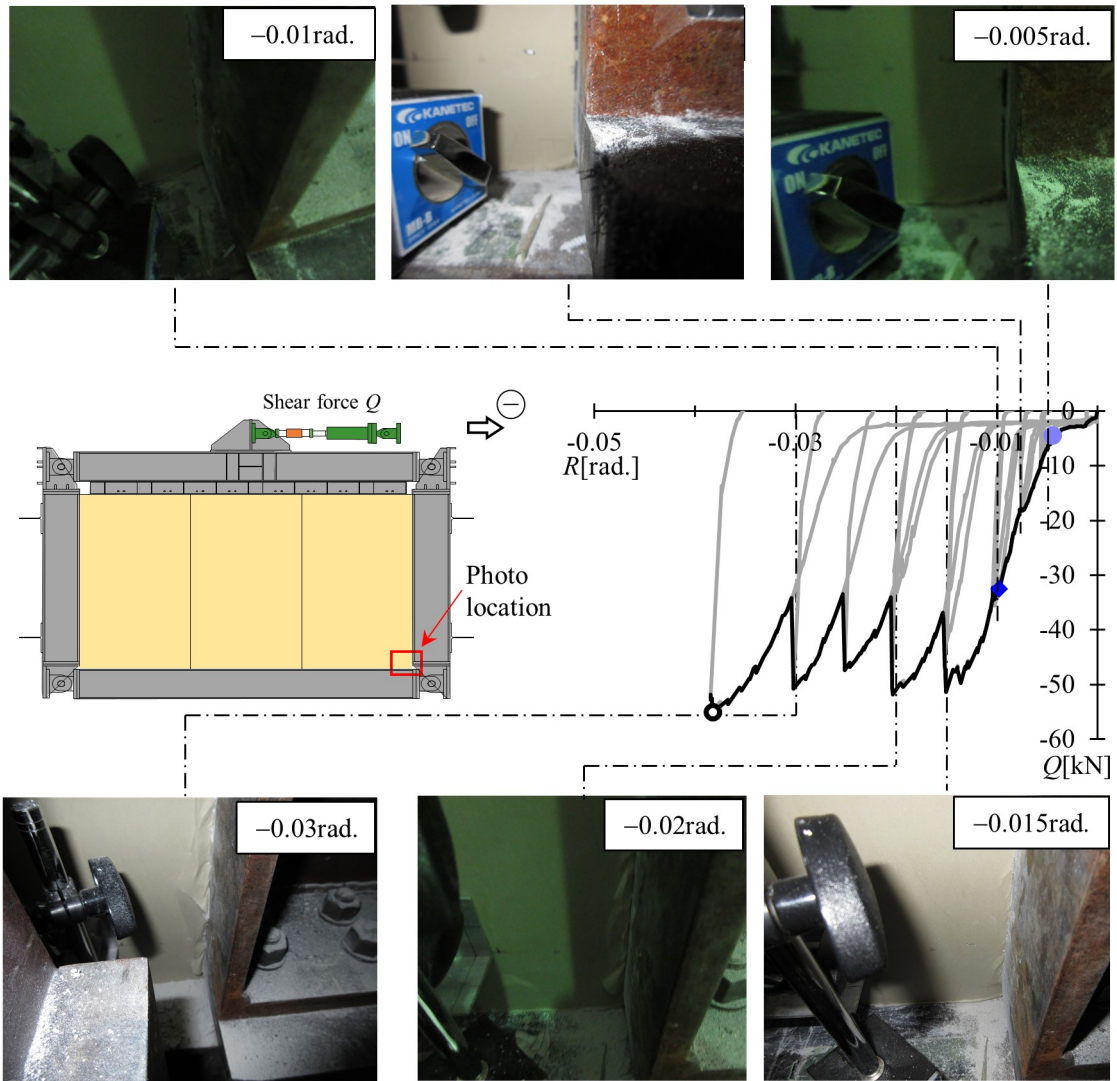 −0.01rad.
−0.005rad.
KANETEC
ON
OFF
MB-B
KANETEC
ON
OFF
Shear force Q
−
Photo
location
0
-0.05
-0.03
-0.01
-10
R[rad.]
-20
-30
-40
-50
-60
Q[kN]
−0.03rad.
−0.02rad.
−0.015rad.